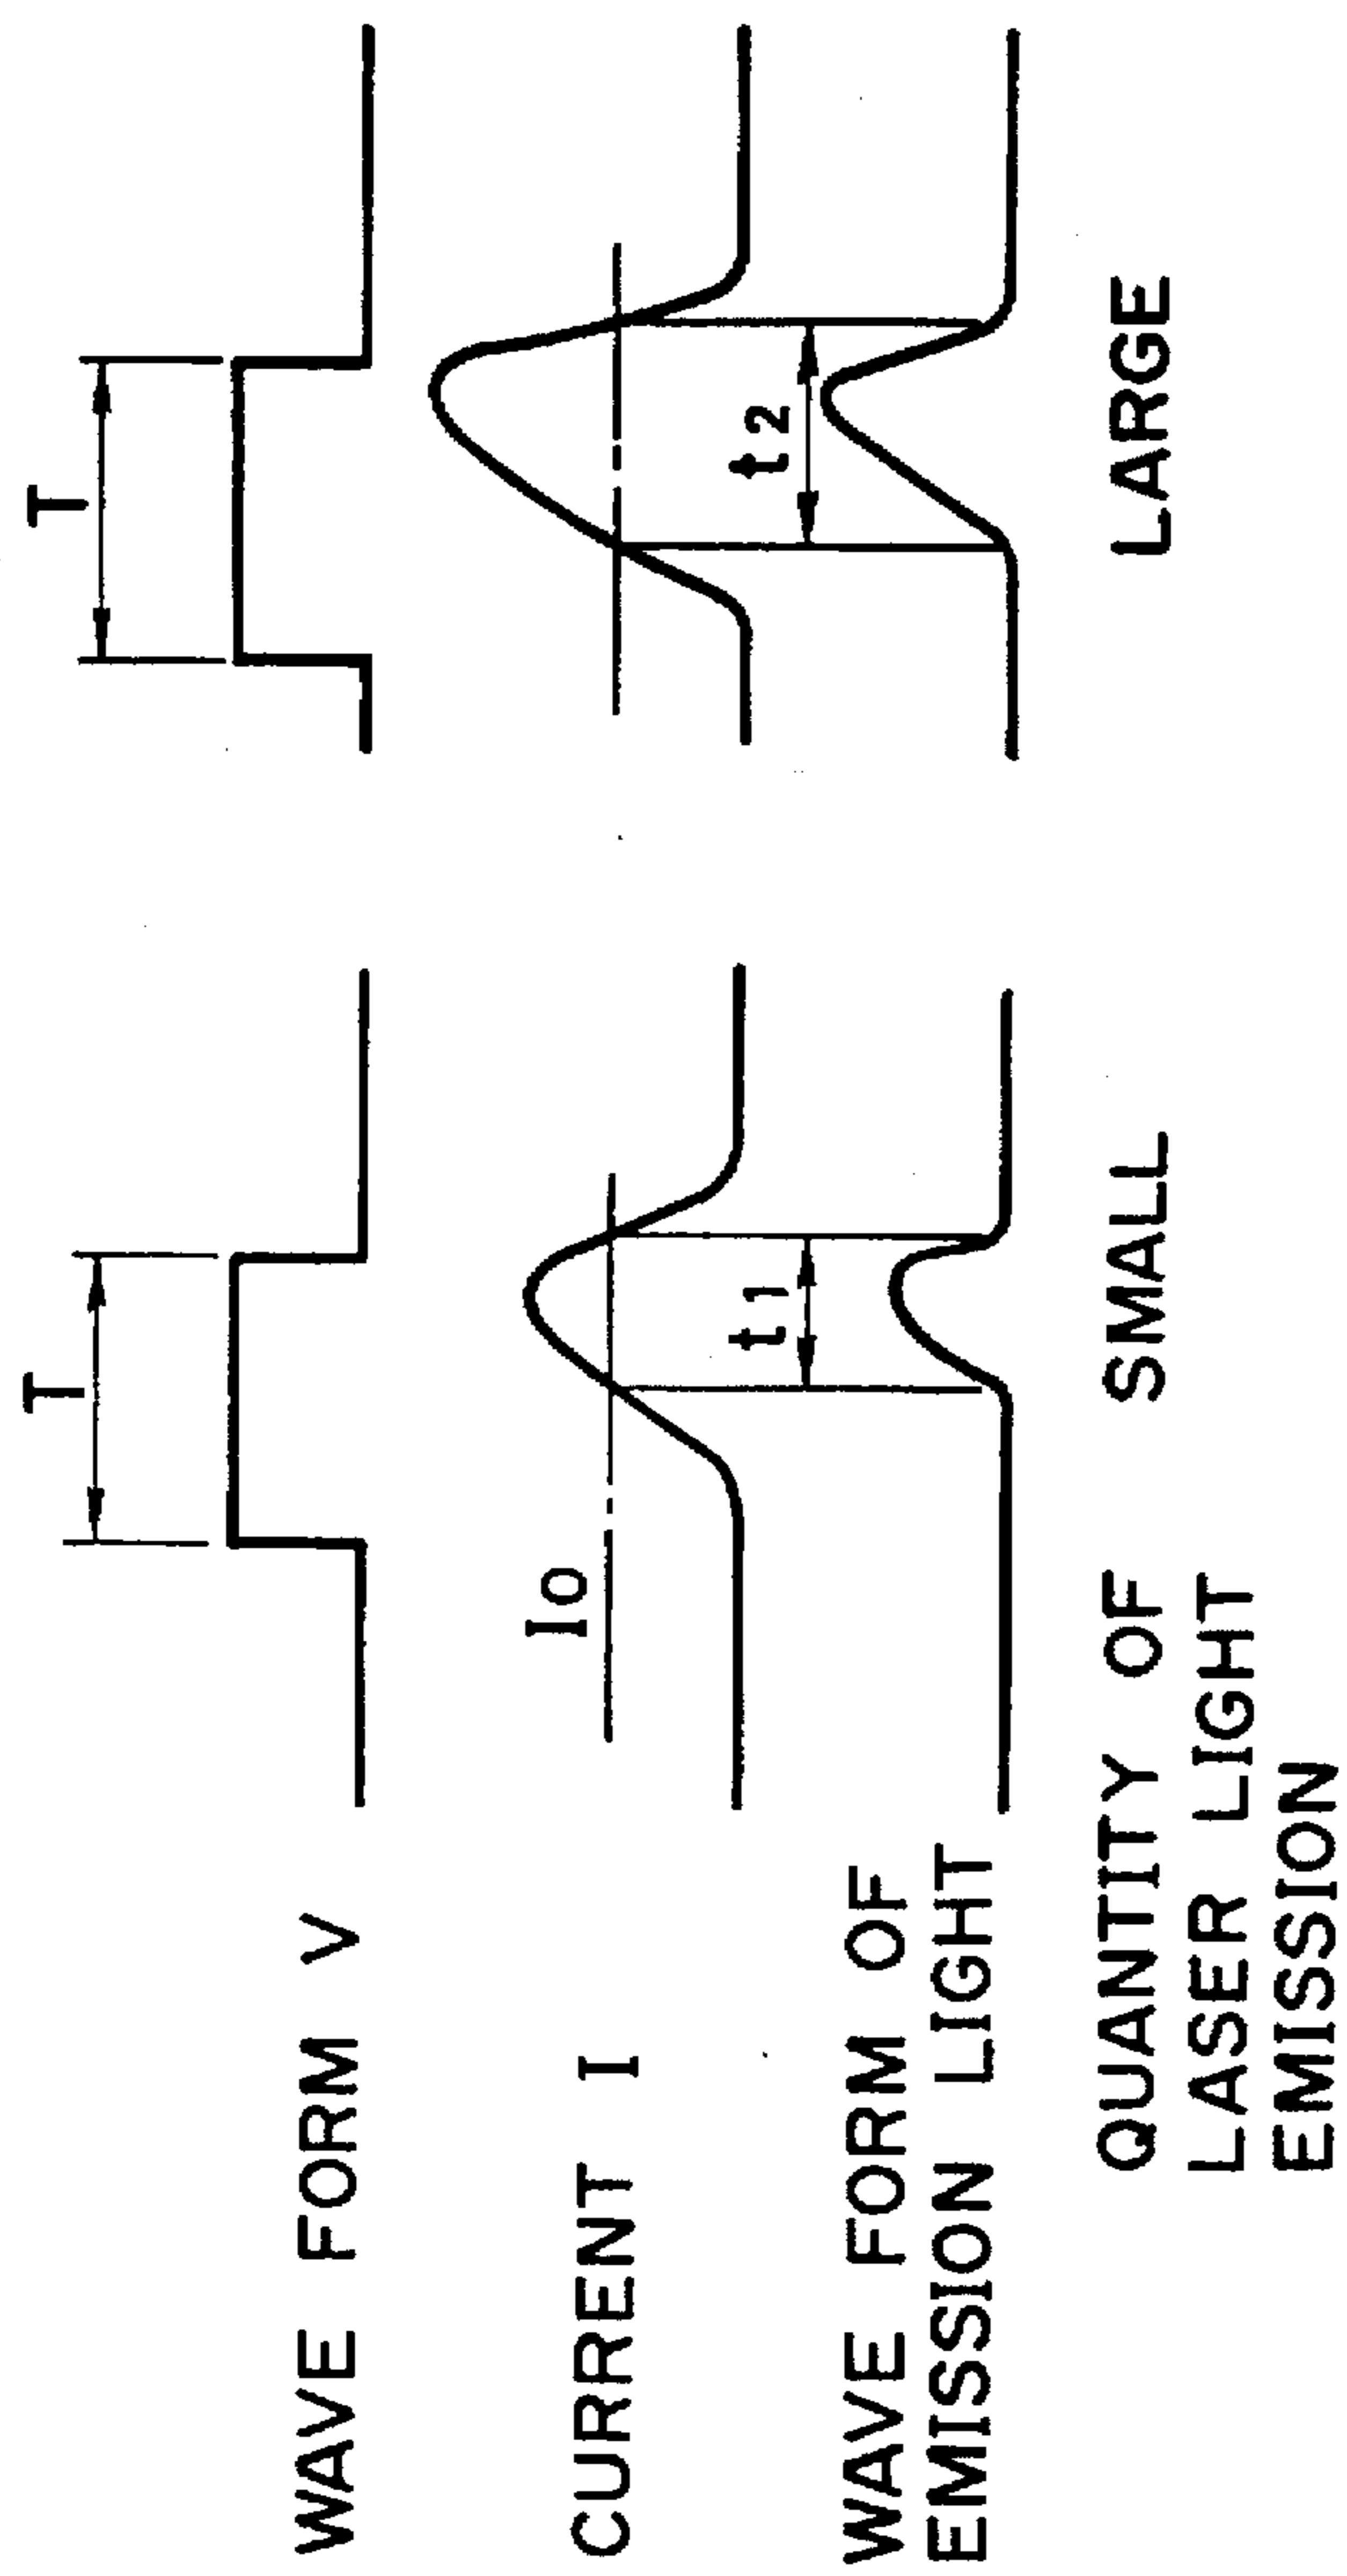 T T
WAVE FORM V
CURRENT I
Io
WAVE FORM OF
EMISSION LIGHT
t1 t2
QUANTITY OF SMALL LARGE
LASER LIGHT
EMISSION